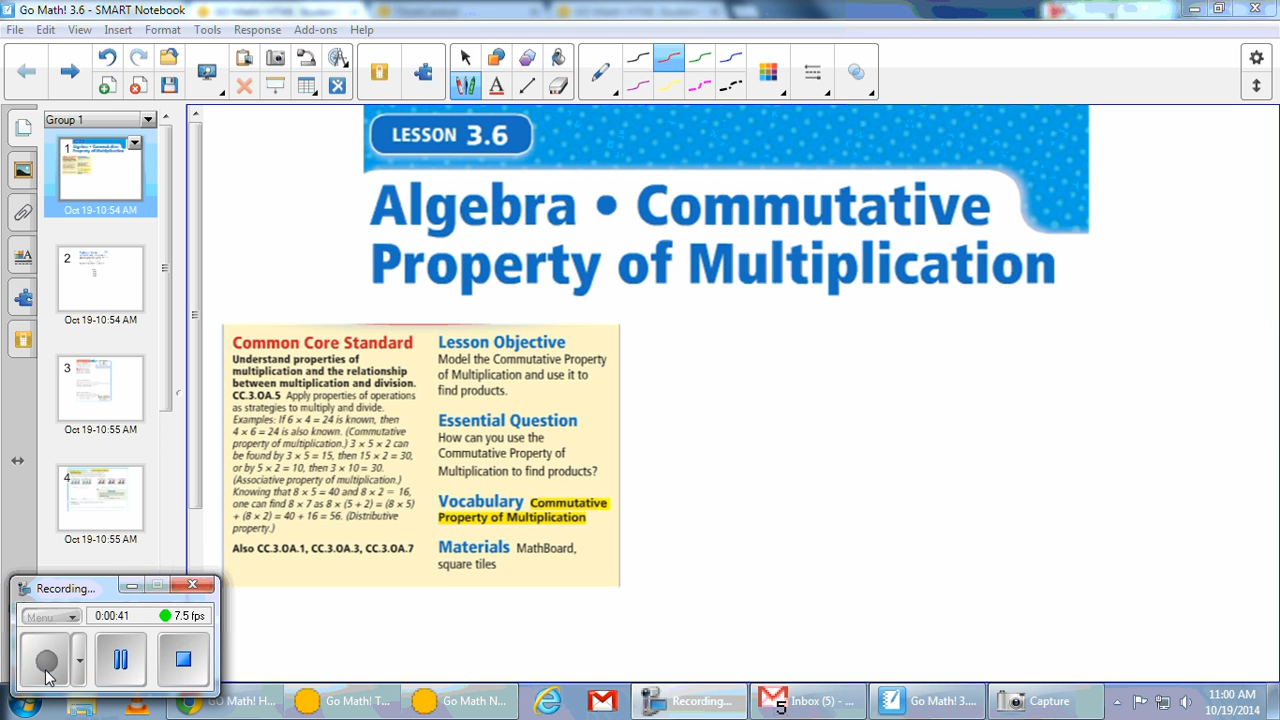 Go Math! 3.6 - SMART Notebook
File Edit View Insert Format Tools Response Add-ons Help
Group 1
1
Oct 19-10:54 AM
2
Oct 19-10:54 AM
3
Oct 19-10:55 AM
4
Oct 19-10:55 AM
LESSON 3.6
Algebra • Commutative
Property of Multiplication
Common Core Standard
Understand properties of
multiplication and the relationship
between multiplication and division.
CC.3.OA.5 Apply properties of operations
as strategies to multiply and divide.
Examples: If 6 × 4 = 24 is known, then
4 × 6 = 24 is also known. (Commutative
property of multiplication.) 3 × 5 × 2 can
be found by 3 × 5 = 15, then 15 × 2 = 30,
or by 5 × 2 = 10, then 3 × 10 = 30.
(Associative property of multiplication.)
Knowing that 8 × 5 = 40 and 8 × 2 = 16,
one can find 8 × 7 as 8 × (5 + 2) = (8 × 5)
+ (8 × 2) = 40 + 16 = 56. (Distributive
property.)
Also CC.3.OA.1, CC.3.OA.3, CC.3.OA.7
Lesson Objective
Model the Commutative Property
of Multiplication and use it to
find products.
Essential Question
How can you use the
Commutative Property of
Multiplication to find products?
Vocabulary Commutative
Property of Multiplication
Materials MathBoard,
square tiles
Recording...
Menu 0:00:41 7.5 fps
GO Math! H... Go Math! T... Go Math N... Recording... 5 Inbox (5) - ... Go Math! 3.... Capture
11:00 AM
10/19/2014